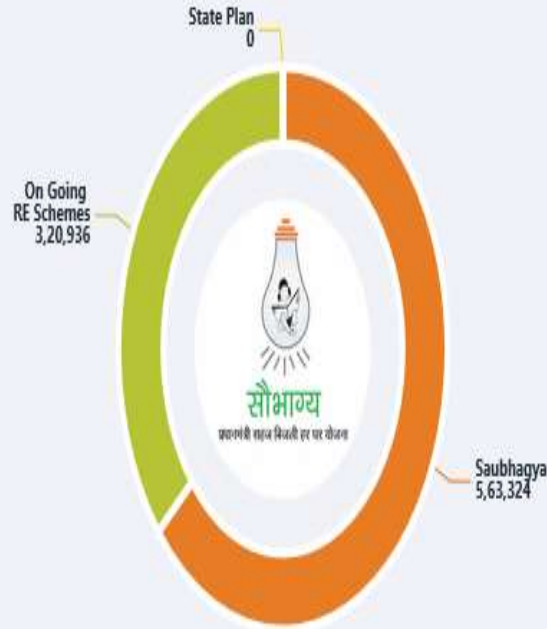 State Plan
0
On Going
RE Schemes
3,20,936
सौभाग्य
प्रधानमंत्री सहज बिजली हर घर योजना
Saubhagya
5,63,324